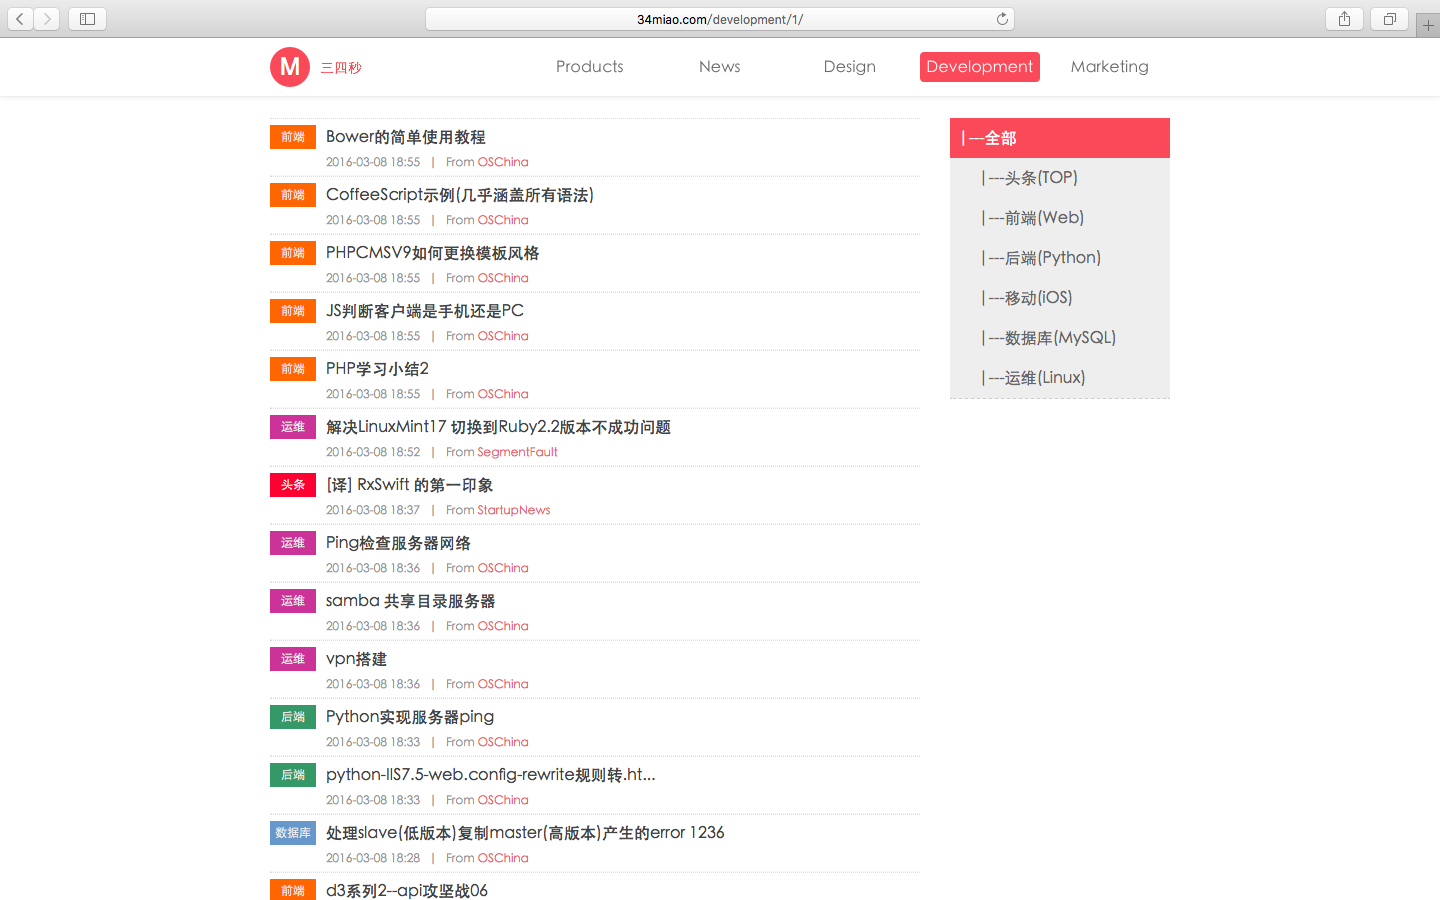 34miao.com/development/1/
M 三四秒 Products News Design Development Marketing
前端 Bower的简单使用教程
2016-03-08 18:55 | From OSChina
前端 CoffeeScript示例(几乎涵盖所有语法)
2016-03-08 18:55 | From OSChina
前端 PHPCMSV9如何更换模板风格
2016-03-08 18:55 | From OSChina
前端 JS判断客户端是手机还是PC
2016-03-08 18:55 | From OSChina
前端 PHP学习小结2
2016-03-08 18:55 | From OSChina
运维 解决LinuxMint17 切换到Ruby2.2版本不成功问题
2016-03-08 18:52 | From SegmentFault
头条 [译] RxSwift 的第一印象
2016-03-08 18:37 | From StartupNews
运维 Ping检查服务器网络
2016-03-08 18:36 | From OSChina
运维 samba 共享目录服务器
2016-03-08 18:36 | From OSChina
运维 vpn搭建
2016-03-08 18:36 | From OSChina
后端 Python实现服务器ping
2016-03-08 18:33 | From OSChina
后端 python-IIS7.5-web.config-rewrite规则转.ht...
2016-03-08 18:33 | From OSChina
数据库 处理slave(低版本)复制master(高版本)产生的error 1236
2016-03-08 18:28 | From OSChina
前端 d3系列2--api攻坚战06
|---全部
|---头条(TOP)
|---前端(Web)
|---后端(Python)
|---移动(iOS)
|---数据库(MySQL)
|---运维(Linux)